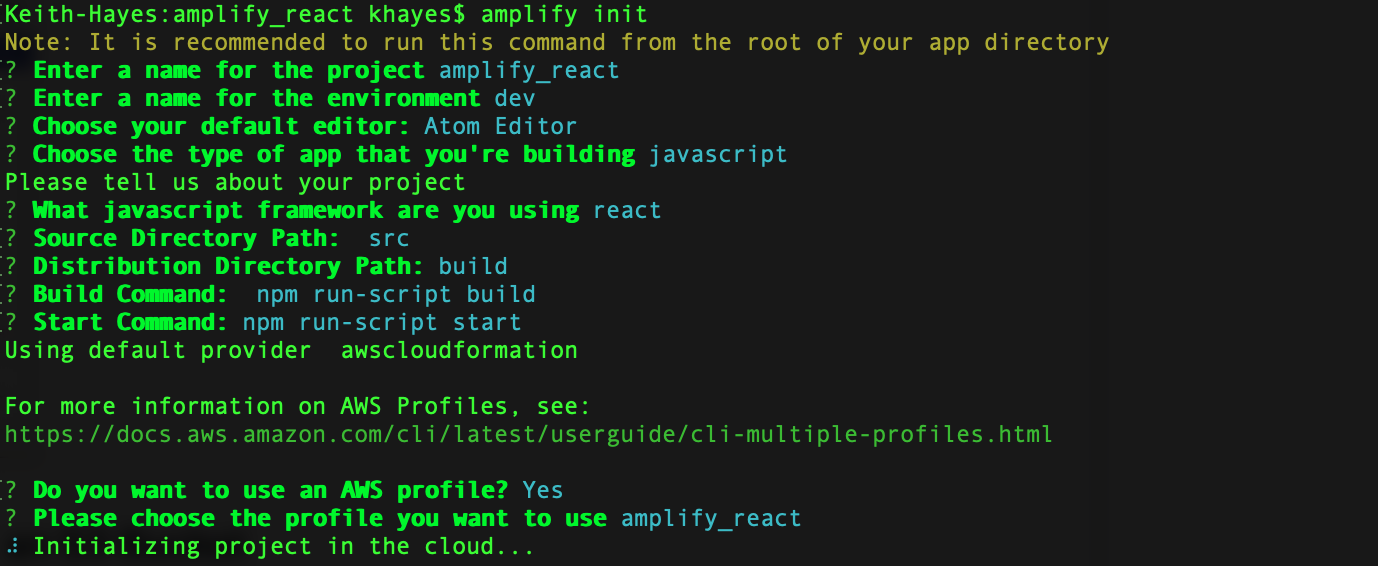 Keith-Hayes:amplify_react khayes$ amplify init
Note: It is recommended to run this command from the root of your app directory
? Enter a name for the project amplify_react
? Enter a name for the environment dev
? Choose your default editor: Atom Editor
? Choose the type of app that you're building javascript
Please tell us about your project
? What javascript framework are you using react
? Source Directory Path:  src
? Distribution Directory Path: build
? Build Command:  npm run-script build
? Start Command: npm run-script start
Using default provider  awscloudformation
For more information on AWS Profiles, see:
https://docs.aws.amazon.com/cli/latest/userguide/cli-multiple-profiles.html
? Do you want to use an AWS profile? Yes
? Please choose the profile you want to use amplify_react
⠼ Initializing project in the cloud...